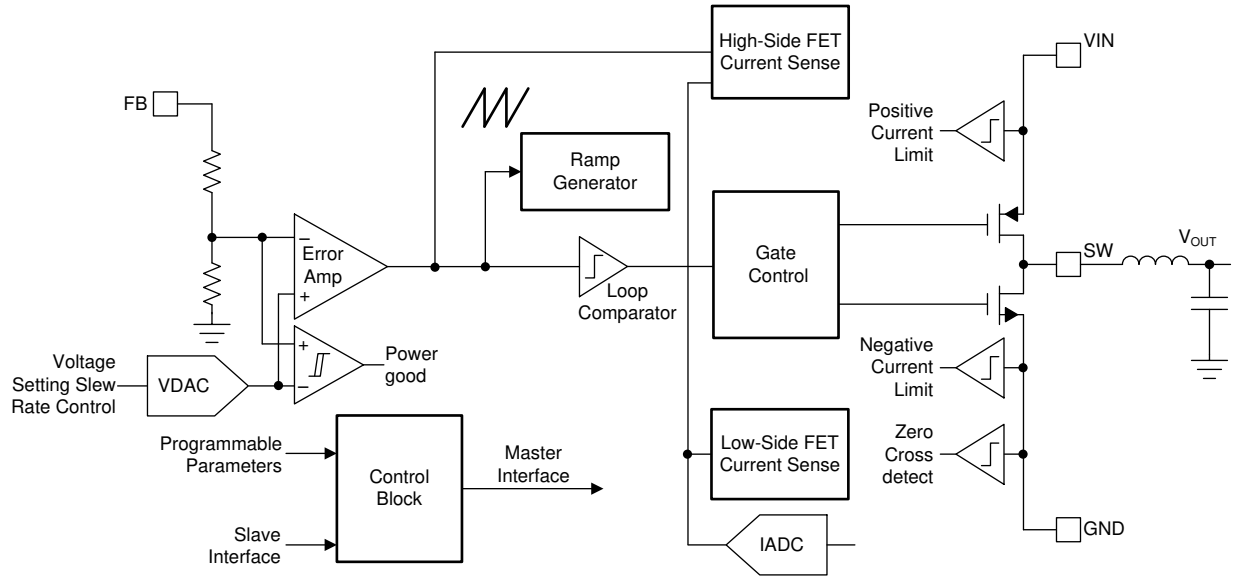 High-Side FET
Current Sense
VIN
FB
Positive
Current
Limit
Ramp
Generator
Error
Amp
−
+
Loop
Comparator
Gate
Control
SW
VOUT
+
−
Power
good
Voltage
Setting Slew
Rate Control
VDAC
Negative
Current
Limit
Programmable
Parameters
Control
Block
Master
Interface
Low-Side FET
Current Sense
Zero
Cross
detect
Slave
Interface
IADC
GND